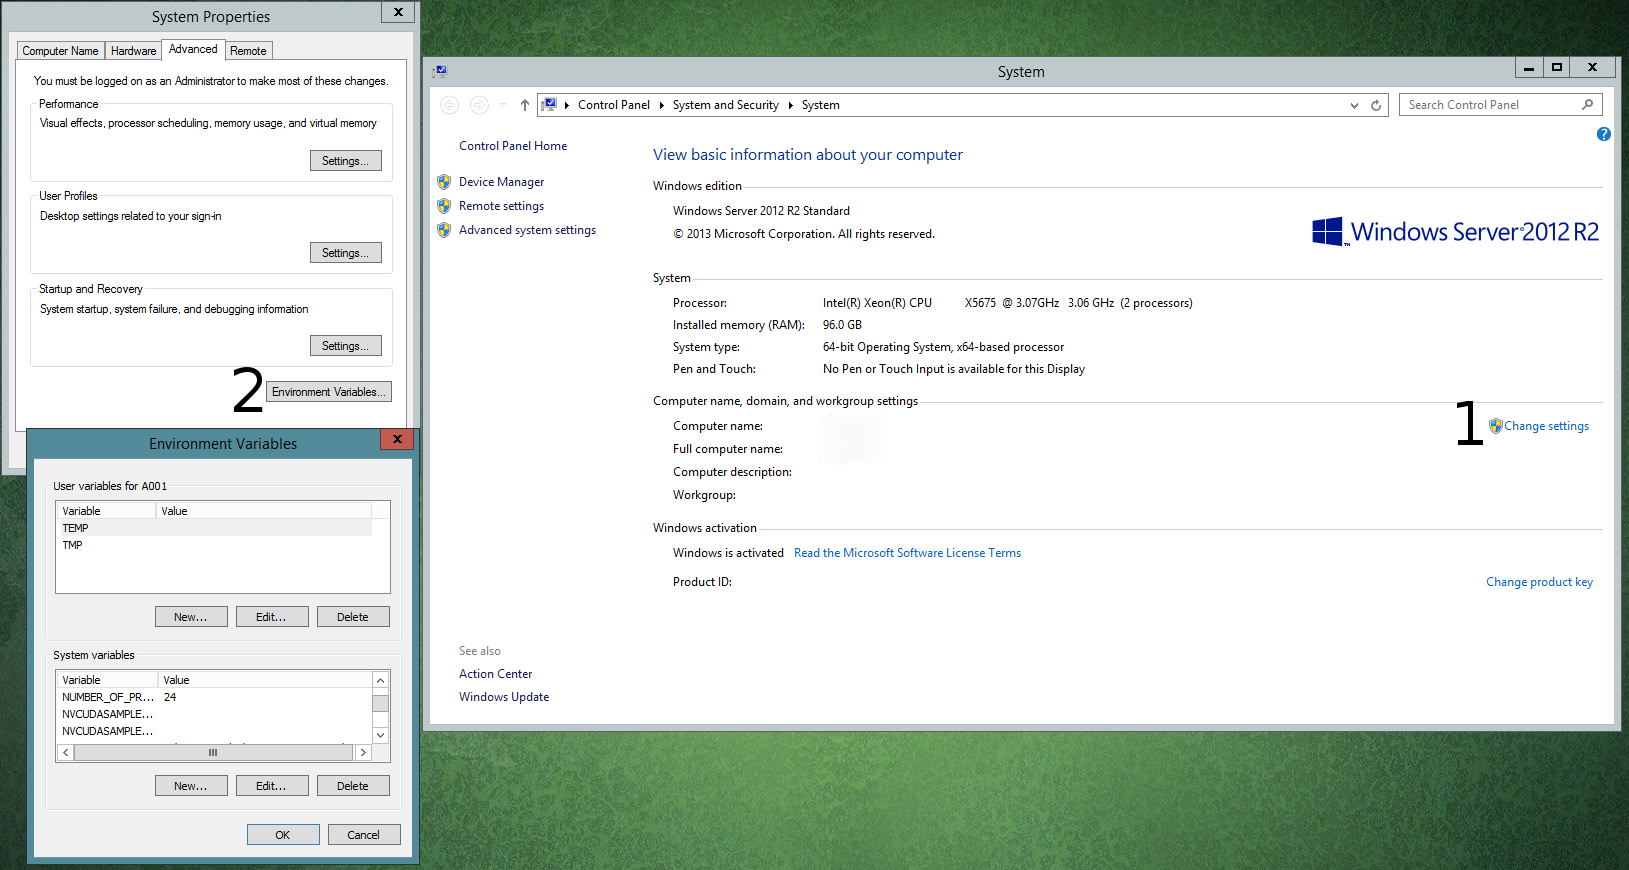 System Properties
Computer Name Hardware Advanced Remote
You must be logged on as an Administrator to make most of these changes.
Performance
Visual effects, processor scheduling, memory usage, and virtual memory
Settings...
User Profiles
Desktop settings related to your sign-in
Settings...
Startup and Recovery
System startup, system failure, and debugging information
Settings...
2
Environment Variables...
Environment Variables
User variables for A001
Variable Value
TEMP
TMP
New... Edit... Delete
System variables
Variable Value
NUMBER_OF_PR... 24
NVCUDASAMPLE...
NVCUDASAMPLE...
New... Edit... Delete
OK Cancel
System
Control Panel System and Security System
Search Control Panel
Control Panel Home
Device Manager
Remote settings
Advanced system settings
See also
Action Center
Windows Update
View basic information about your computer
Windows edition
Windows Server 2012 R2 Standard
© 2013 Microsoft Corporation. All rights reserved.
Windows Server 2012 R2
System
Processor: Intel(R) Xeon(R) CPU X5675 @ 3.07GHz 3.06 GHz (2 processors)
Installed memory (RAM): 96.0 GB
System type: 64-bit Operating System, x64-based processor
Pen and Touch: No Pen or Touch Input is available for this Display
Computer name, domain, and workgroup settings
Computer name:
1
Change settings
Full computer name:
Computer description:
Workgroup:
Windows activation
Windows is activated Read the Microsoft Software License Terms
Product ID:
Change product key